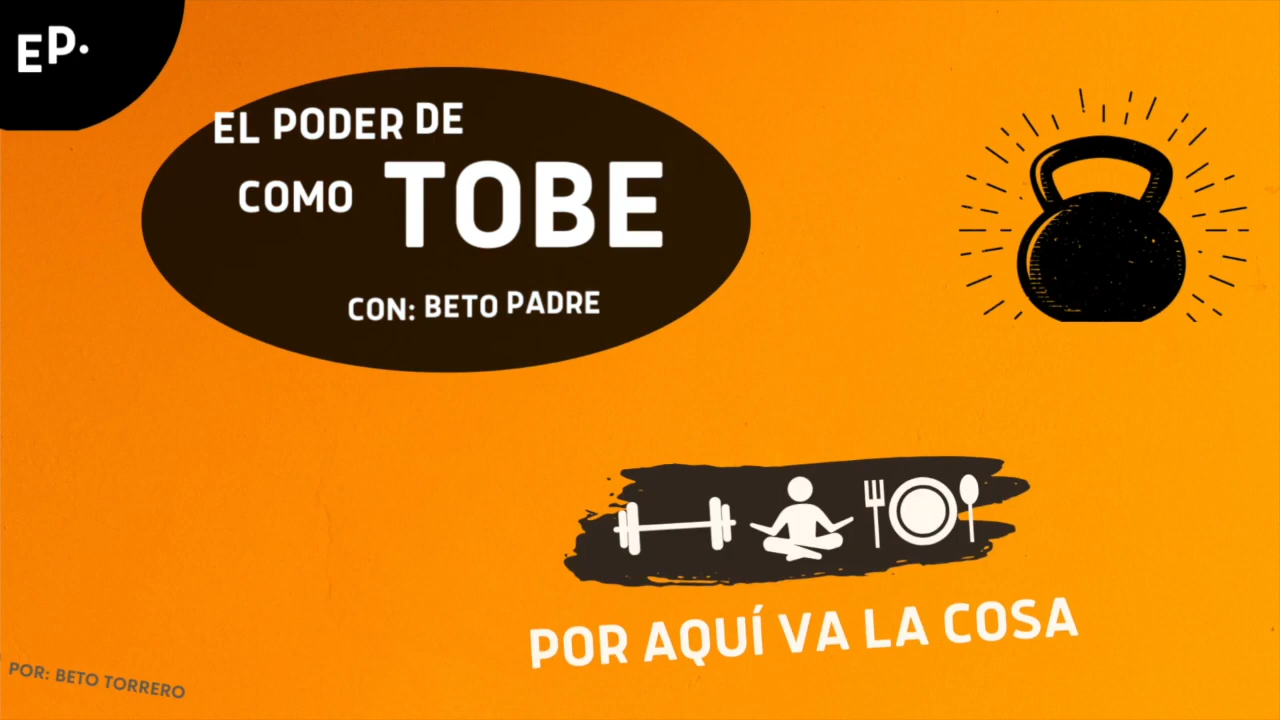 EP.
EL PODER DE
COMO TOBE
CON: BETO PADRE
POR AQUÍ VA LA COSA
POR: BETO TORRERO